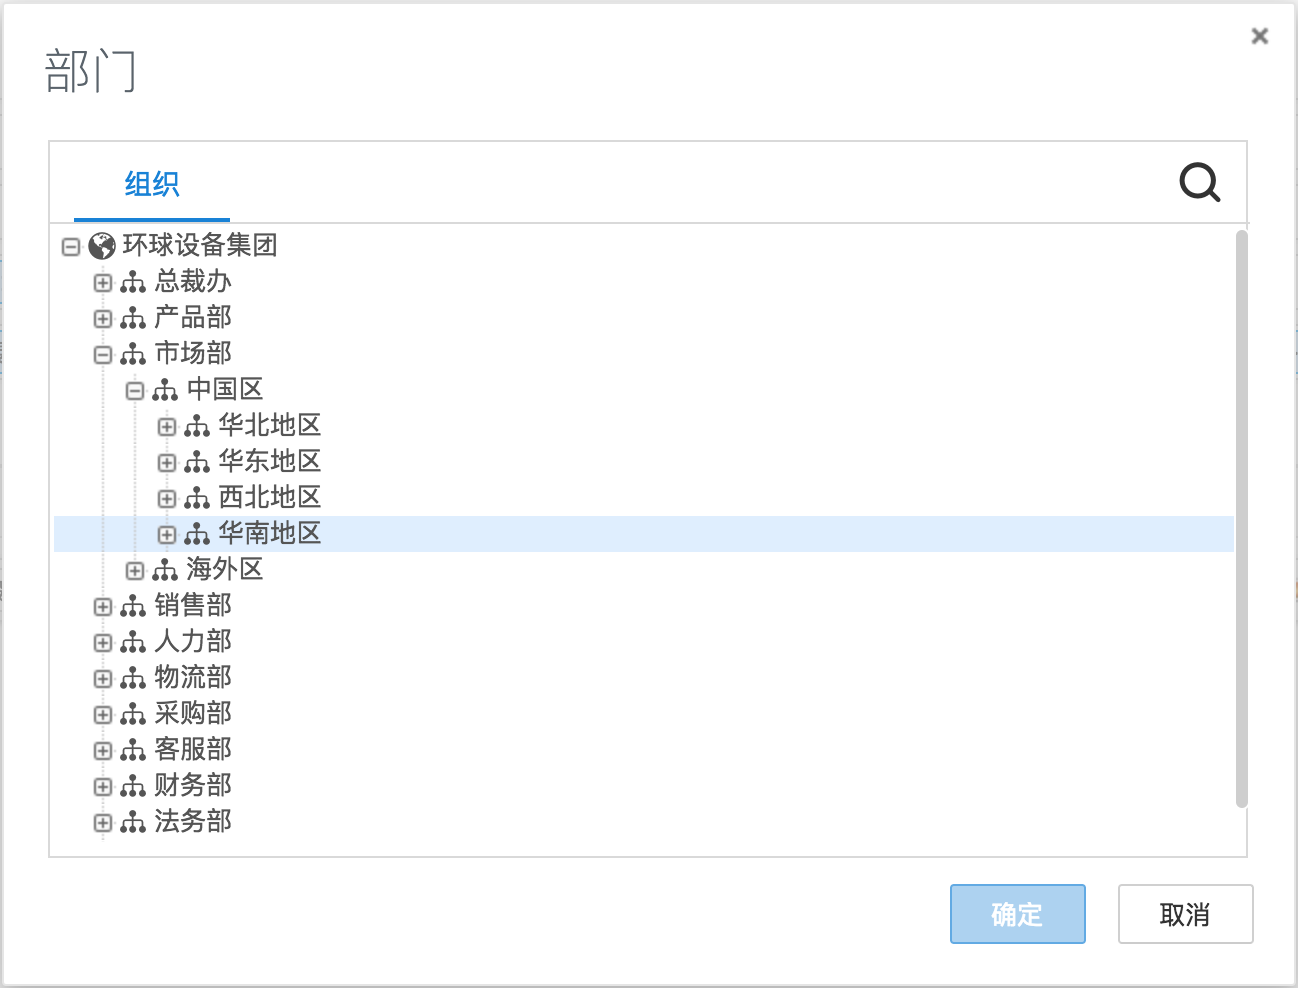 部门
组织
环球设备集团
总裁办
产品部
市场部
中国区
华北地区
华东地区
西北地区
华南地区
海外区
销售部
人力部
物流部
采购部
客服部
财务部
法务部
确定
取消